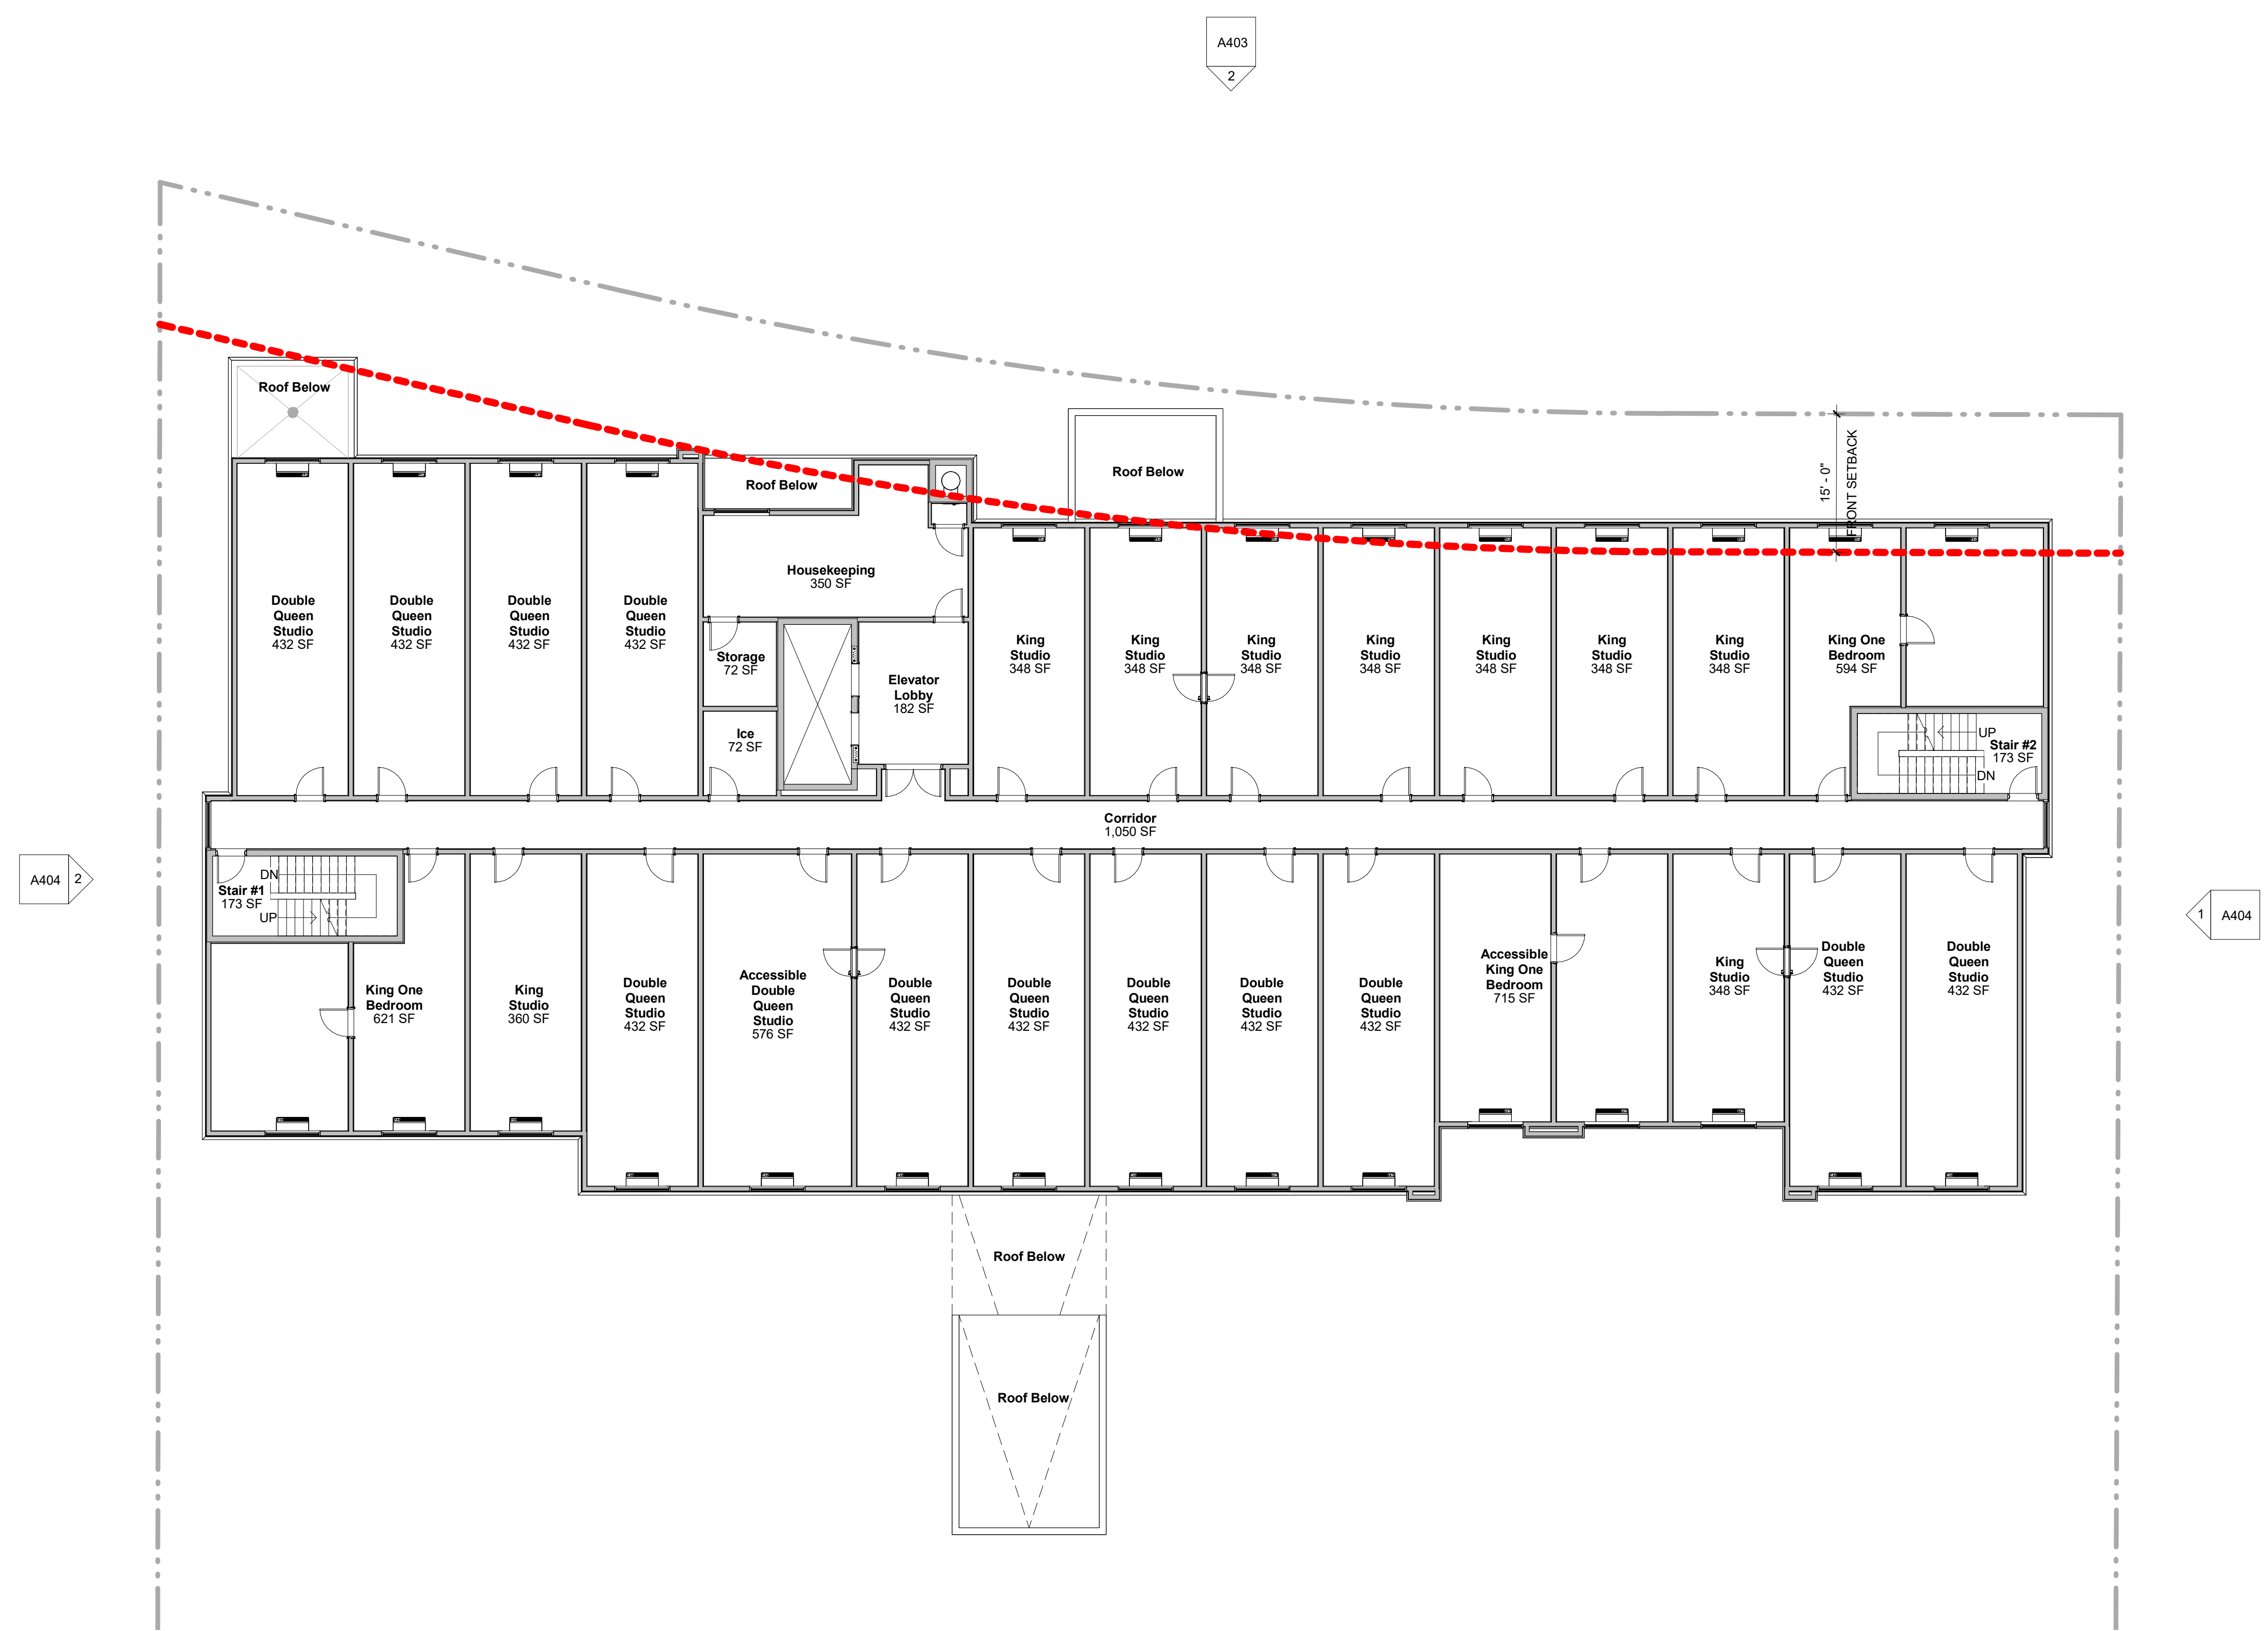 A403
2
Roof Below
Roof Below
Roof Below
15' - 0"
FRONT SETBACK
Double
Queen
Studio
432 SF
Double
Queen
Studio
432 SF
Double
Queen
Studio
432 SF
Double
Queen
Studio
432 SF
Housekeeping
350 SF
Storage
72 SF
Ice
72 SF
Elevator
Lobby
182 SF
King
Studio
348 SF
King
Studio
348 SF
King
Studio
348 SF
King
Studio
348 SF
King
Studio
348 SF
King
Studio
348 SF
King
Studio
348 SF
King One
Bedroom
594 SF
UP
Stair #2
173 SF
DN
Corridor
1,050 SF
A404
2
DN
Stair #1
173 SF
UP
1
A404
King One
Bedroom
621 SF
King
Studio
360 SF
Double
Queen
Studio
432 SF
Accessible
Double
Queen
Studio
576 SF
Double
Queen
Studio
432 SF
Double
Queen
Studio
432 SF
Double
Queen
Studio
432 SF
Double
Queen
Studio
432 SF
Double
Queen
Studio
432 SF
Accessible
King One
Bedroom
715 SF
King
Studio
348 SF
Double
Queen
Studio
432 SF
Double
Queen
Studio
432 SF
Roof Below
Roof Below